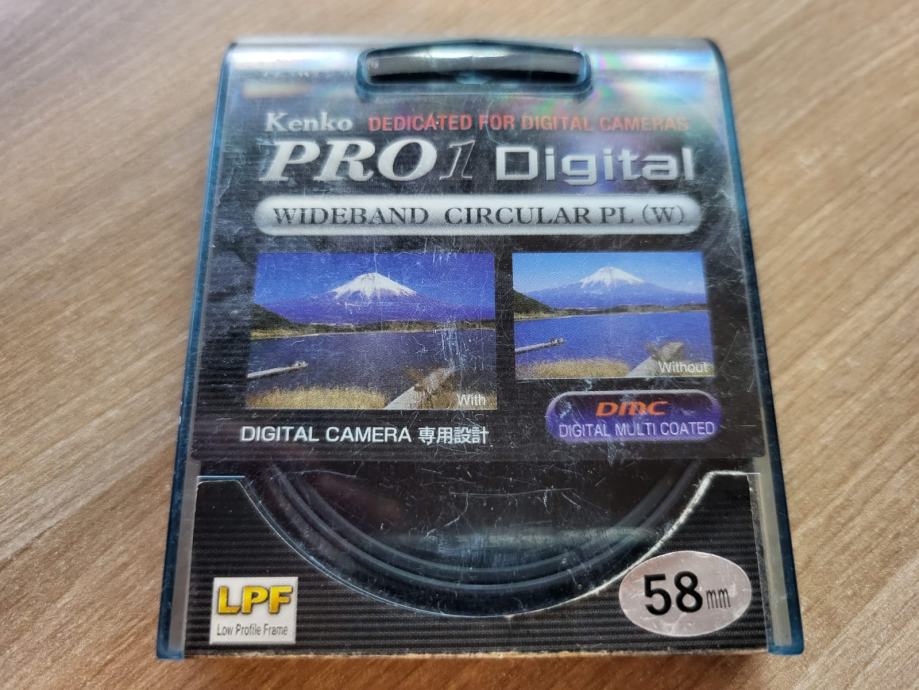 Kenko DEDICATED FOR DIGITAL CAMERAS
PRO1 Digital
WIDEBAND CIRCULAR PL (W)
With
Without
DMC
DIGITAL MULTI COATED
DIGITAL CAMERA 専用設計
LPF
Low Profile Frame
58mm